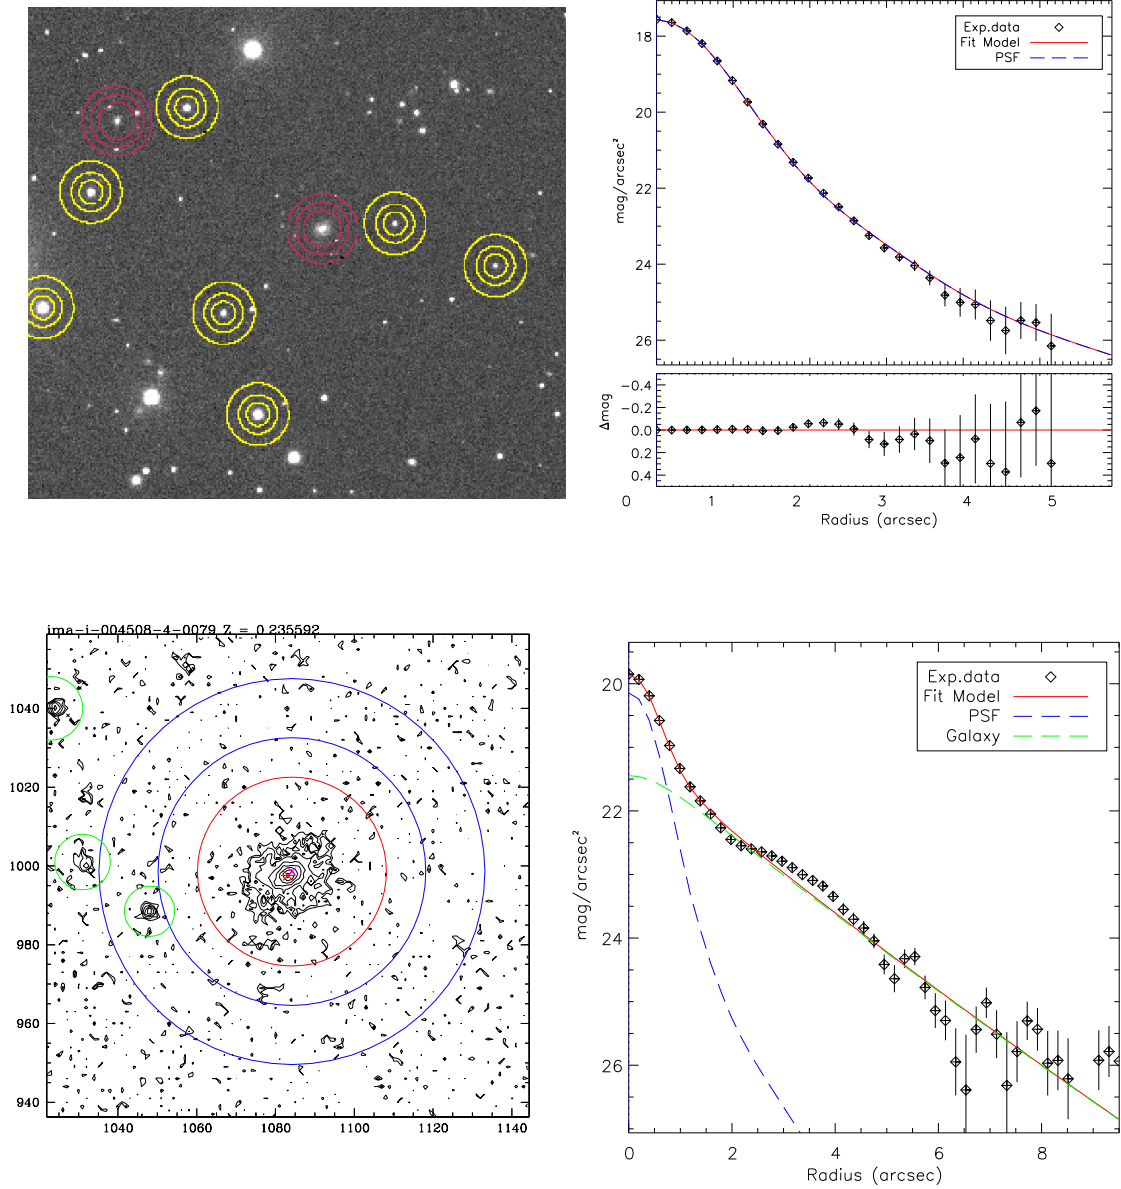 Exp.data
Fit Model
PSF
18
20
22
24
26
mag/arcsec²
-0.4
-0.2
0.0
0.2
0.4
Δmag
0 1 2 3 4 5
Radius (arcsec)
ima-i-004508-4-0079 Z = 0.235592
1040
1020
1000
980
960
940
1040 1060 1080 1100 1120 1140
Exp.data
Fit Model
PSF
Galaxy
20
22
24
26
mag/arcsec²
0 2 4 6 8
Radius (arcsec)